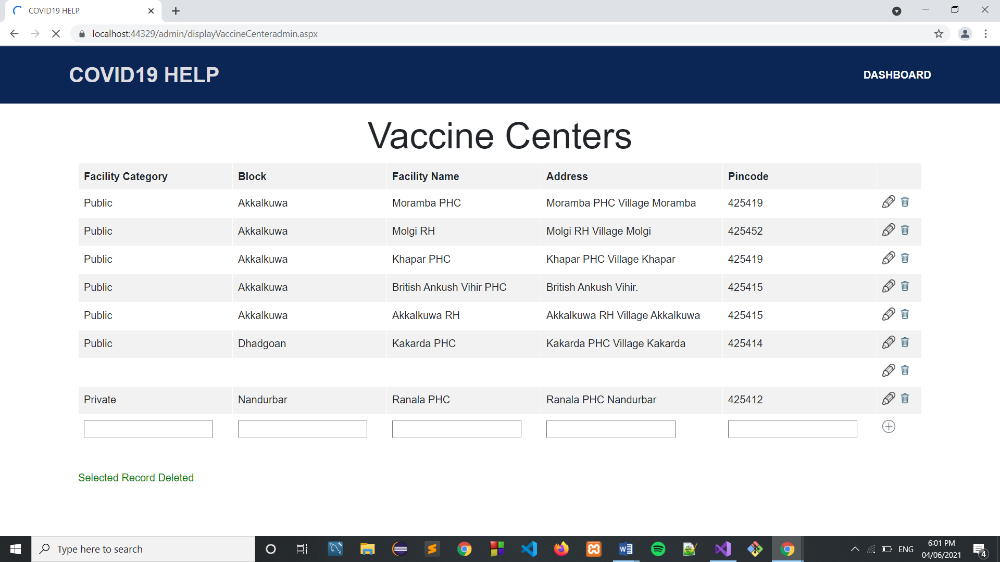 COVID19 HELP
localhost:44329/admin/displayVaccineCenteradmin.aspx
COVID19 HELP DASHBOARD
Vaccine Centers
Facility Category Block Facility Name Address Pincode
Public Akkalkuwa Moramba PHC Moramba PHC Village Moramba 425419
Public Akkalkuwa Molgi RH Molgi RH Village Molgi 425452
Public Akkalkuwa Khapar PHC Khapar PHC Village Khapar 425419
Public Akkalkuwa British Ankush Vihir PHC British Ankush Vihir. 425415
Public Akkalkuwa Akkalkuwa RH Akkalkuwa RH Village Akkalkuwa 425415
Public Dhadgoan Kakarda PHC Kakarda PHC Village Kakarda 425414
Private Nandurbar Ranala PHC Ranala PHC Nandurbar 425412
Selected Record Deleted
Type here to search
ENG
6:01 PM
04/06/2021
4